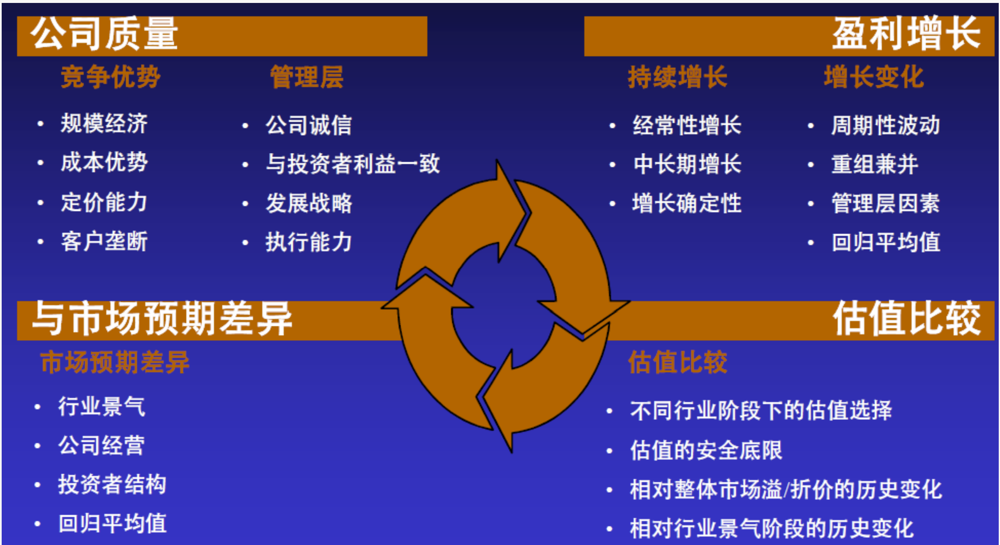 公司质量
竞争优势
• 规模经济
• 成本优势
• 定价能力
• 客户垄断
管理层
• 公司诚信
• 与投资者利益一致
• 发展战略
• 执行能力
盈利增长
持续增长
• 经常性增长
• 中长期增长
• 增长确定性
增长变化
• 周期性波动
• 重组兼并
• 管理层因素
• 回归平均值
与市场预期差异
市场预期差异
• 行业景气
• 公司经营
• 投资者结构
• 回归平均值
估值比较
估值比较
• 不同行业阶段下的估值选择
• 估值的安全底限
• 相对整体市场溢/折价的历史变化
• 相对行业景气阶段的历史变化